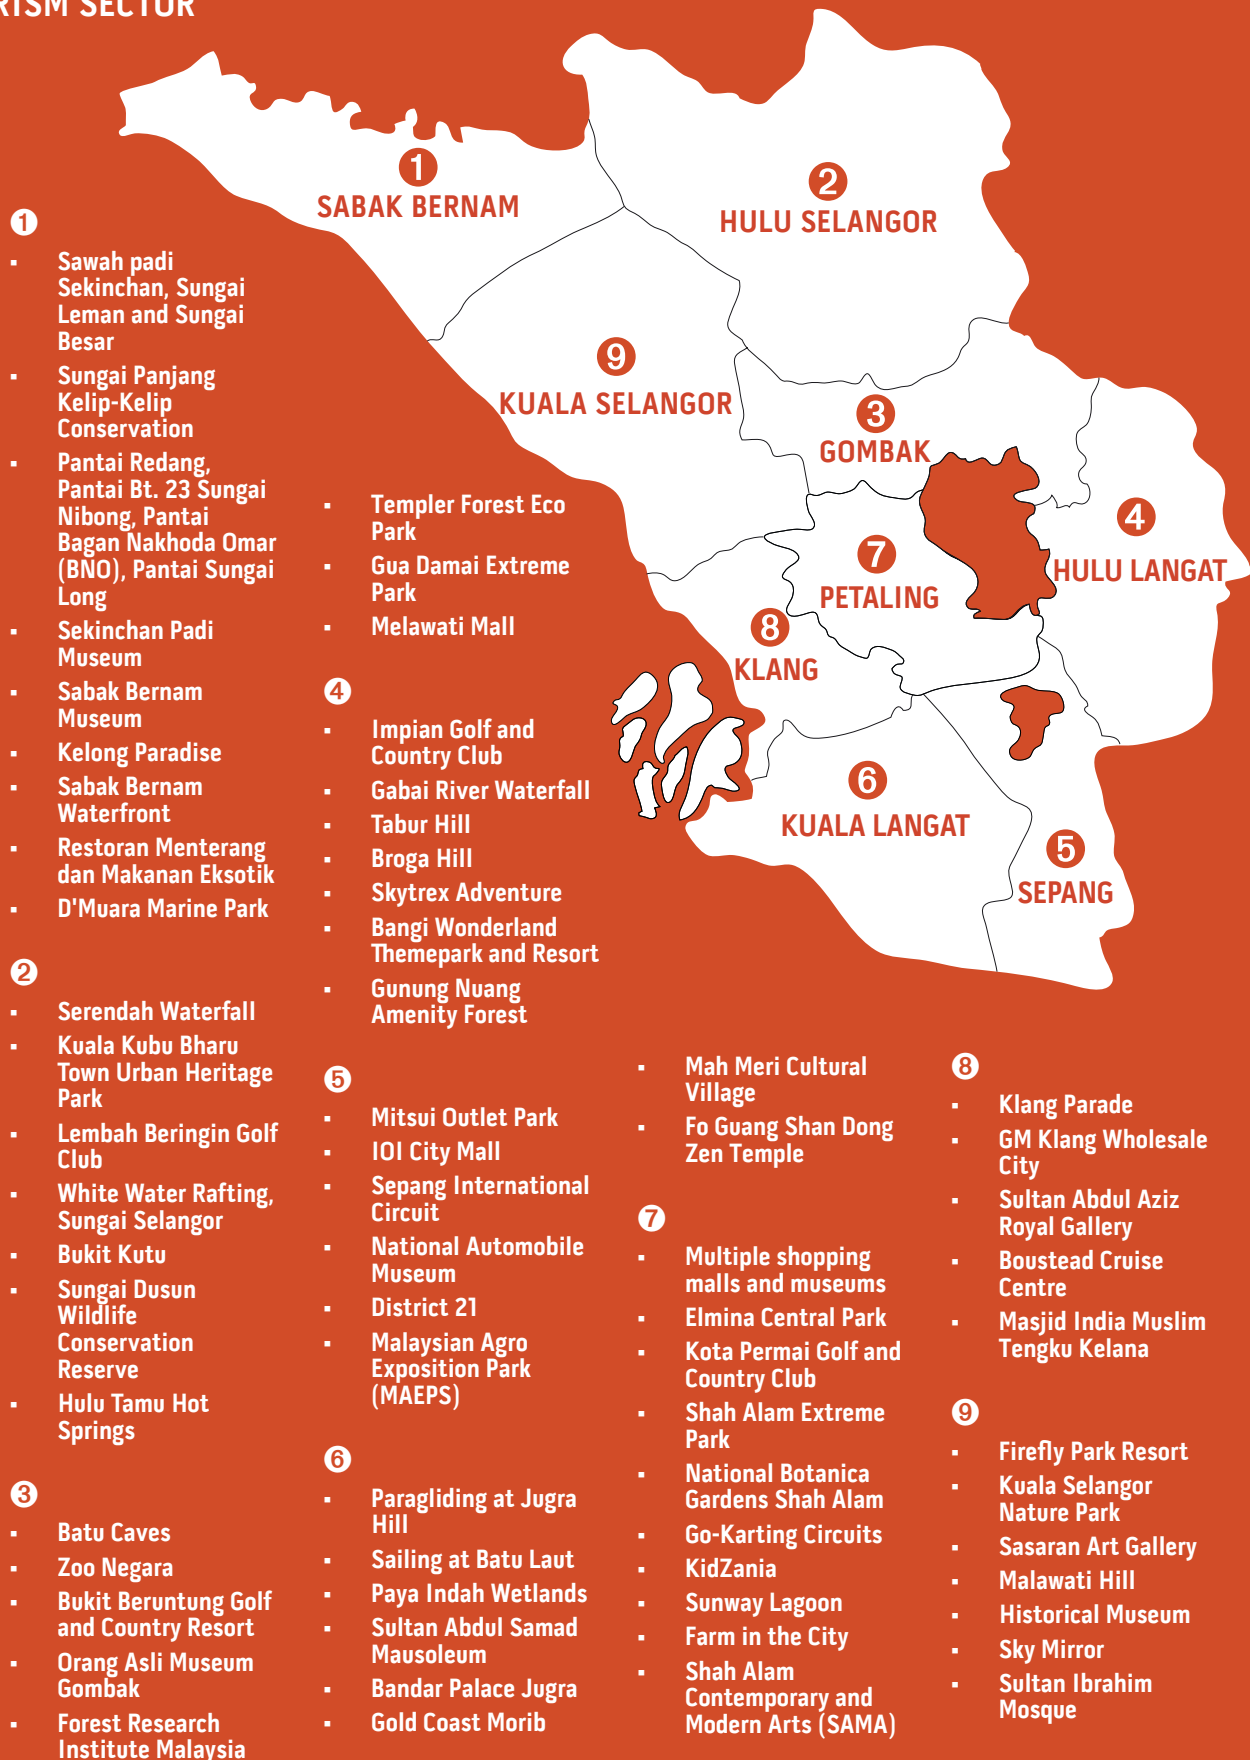 RISM SECTOR
1
SABAK BERNAM
2
HULU SELANGOR
9
KUALA SELANGOR
3
GOMBAK
4
HULU LANGAT
7
PETALING
8
KLANG
6
KUALA LANGAT
5
SEPANG
1
▪ Sawah padi
Sekinchan, Sungai
Leman and Sungai
Besar
▪ Sungai Panjang
Kelip-Kelip
Conservation
▪ Pantai Redang,
Pantai Bt. 23 Sungai
Nibong, Pantai
Bagan Nakhoda Omar
(BNO), Pantai Sungai
Long
▪ Sekinchan Padi
Museum
▪ Sabak Bernam
Museum
▪ Kelong Paradise
▪ Sabak Bernam
Waterfront
▪ Restoran Menterang
dan Makanan Eksotik
▪ D'Muara Marine Park
2
▪ Serendah Waterfall
▪ Kuala Kubu Bharu
Town Urban Heritage
Park
▪ Lembah Beringin Golf
Club
▪ White Water Rafting,
Sungai Selangor
▪ Bukit Kutu
▪ Sungai Dusun
Wildlife
Conservation
Reserve
▪ Hulu Tamu Hot
Springs
3
▪ Batu Caves
▪ Zoo Negara
▪ Bukit Beruntung Golf
and Country Resort
▪ Orang Asli Museum
Gombak
▪ Forest Research
Institute Malaysia
▪ Templer Forest Eco
Park
▪ Gua Damai Extreme
Park
▪ Melawati Mall
4
▪ Impian Golf and
Country Club
▪ Gabai River Waterfall
▪ Tabur Hill
▪ Broga Hill
▪ Skytrex Adventure
▪ Bangi Wonderland
Themepark and Resort
▪ Gunung Nuang
Amenity Forest
5
▪ Mitsui Outlet Park
▪ IOI City Mall
▪ Sepang International
Circuit
▪ National Automobile
Museum
▪ District 21
▪ Malaysian Agro
Exposition Park
(MAEPS)
6
▪ Paragliding at Jugra
Hill
▪ Sailing at Batu Laut
▪ Paya Indah Wetlands
▪ Sultan Abdul Samad
Mausoleum
▪ Bandar Palace Jugra
▪ Gold Coast Morib
▪ Mah Meri Cultural
Village
▪ Fo Guang Shan Dong
Zen Temple
7
▪ Multiple shopping
malls and museums
▪ Elmina Central Park
▪ Kota Permai Golf and
Country Club
▪ Shah Alam Extreme
Park
▪ National Botanica
Gardens Shah Alam
▪ Go-Karting Circuits
▪ KidZania
▪ Sunway Lagoon
▪ Farm in the City
▪ Shah Alam
Contemporary and
Modern Arts (SAMA)
8
▪ Klang Parade
▪ GM Klang Wholesale
City
▪ Sultan Abdul Aziz
Royal Gallery
▪ Boustead Cruise
Centre
▪ Masjid India Muslim
Tengku Kelana
9
▪ Firefly Park Resort
▪ Kuala Selangor
Nature Park
▪ Sasaran Art Gallery
▪ Malawati Hill
▪ Historical Museum
▪ Sky Mirror
▪ Sultan Ibrahim
Mosque